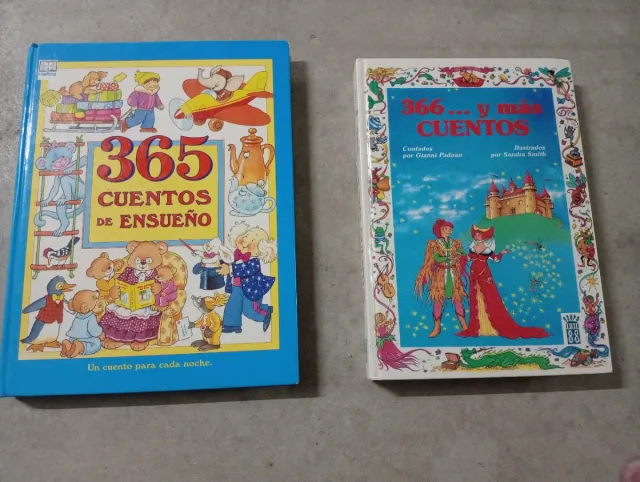 365
CUENTOS
DE ENSUEÑO
Un cuento para cada noche.
366... y más
CUENTOS
Contados
por Gianni Padoan
Ilustrados
por Sandra Smith